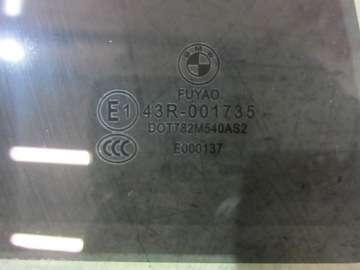 BMW
FUYAO
E1 43R-001735
DOT782M540AS2
CCC E000137